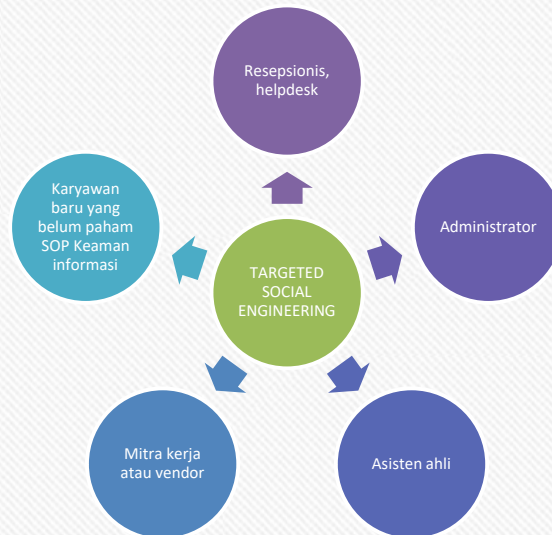 Resepsionis,
helpdesk
Karyawan
baru yang
belum paham
SOP Keaman
informasi
Administrator
TARGETED
SOCIAL
ENGINEERING
Mitra kerja
atau vendor
Asisten ahli